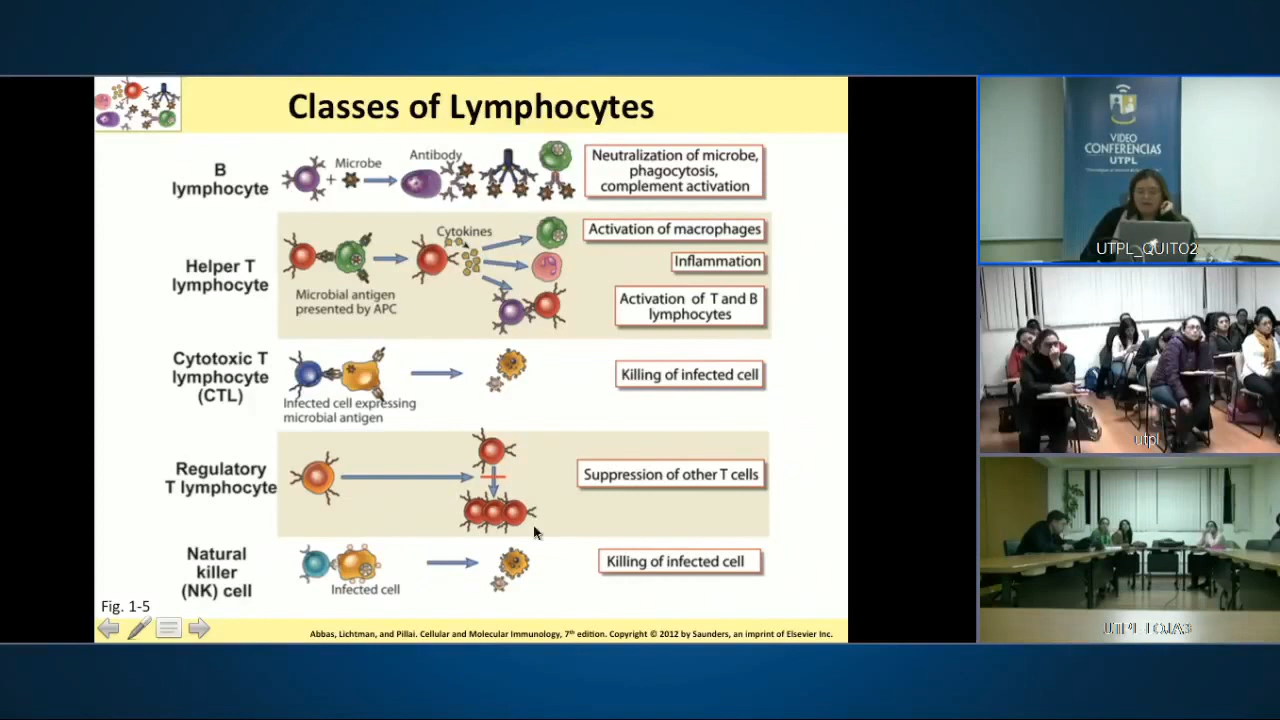 Classes of Lymphocytes
B
lymphocyte
Microbe
+
Antibody
Neutralization of microbe,
phagocytosis,
complement activation
Helper T
lymphocyte
Microbial antigen
presented by APC
Cytokines
Activation of macrophages
Inflammation
Activation of T and B
lymphocytes
Cytotoxic T
lymphocyte
(CTL)
Infected cell expressing
microbial antigen
Killing of infected cell
Regulatory
T lymphocyte
Suppression of other T cells
Natural
killer
(NK) cell
Infected cell
Killing of infected cell
Fig. 1-5
Abbas, Lichtman, and Pillai. Cellular and Molecular Immunology, 7th edition. Copyright © 2012 by Saunders, an imprint of Elsevier Inc.
VIDEO
CONFERENCIAS
UTPL
UTPL_QUITO2
utpl
UTPL_LOJA3